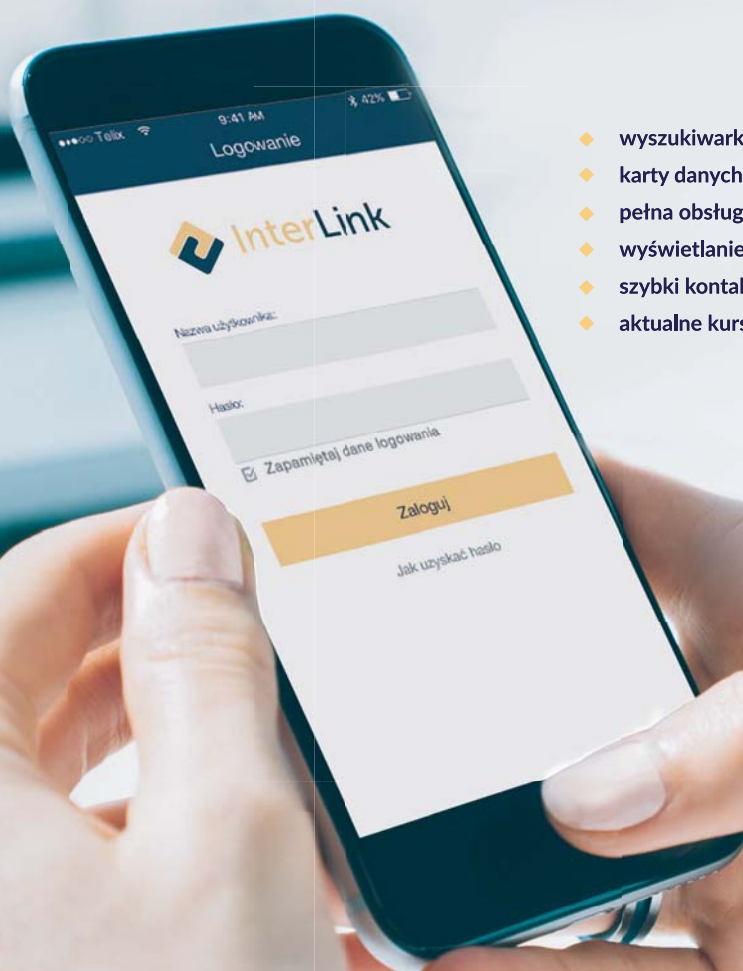 Telix 9:41 AM 42%
Logowanie
InterLink
Nazwa użytkownika:
Hasło:
Zapamiętaj dane logowania
Zaloguj
Jak uzyskać hasło
wyszukiwark
karty danych
pełna obsług
wyświetlanie
szybki kontak
aktualne kurs